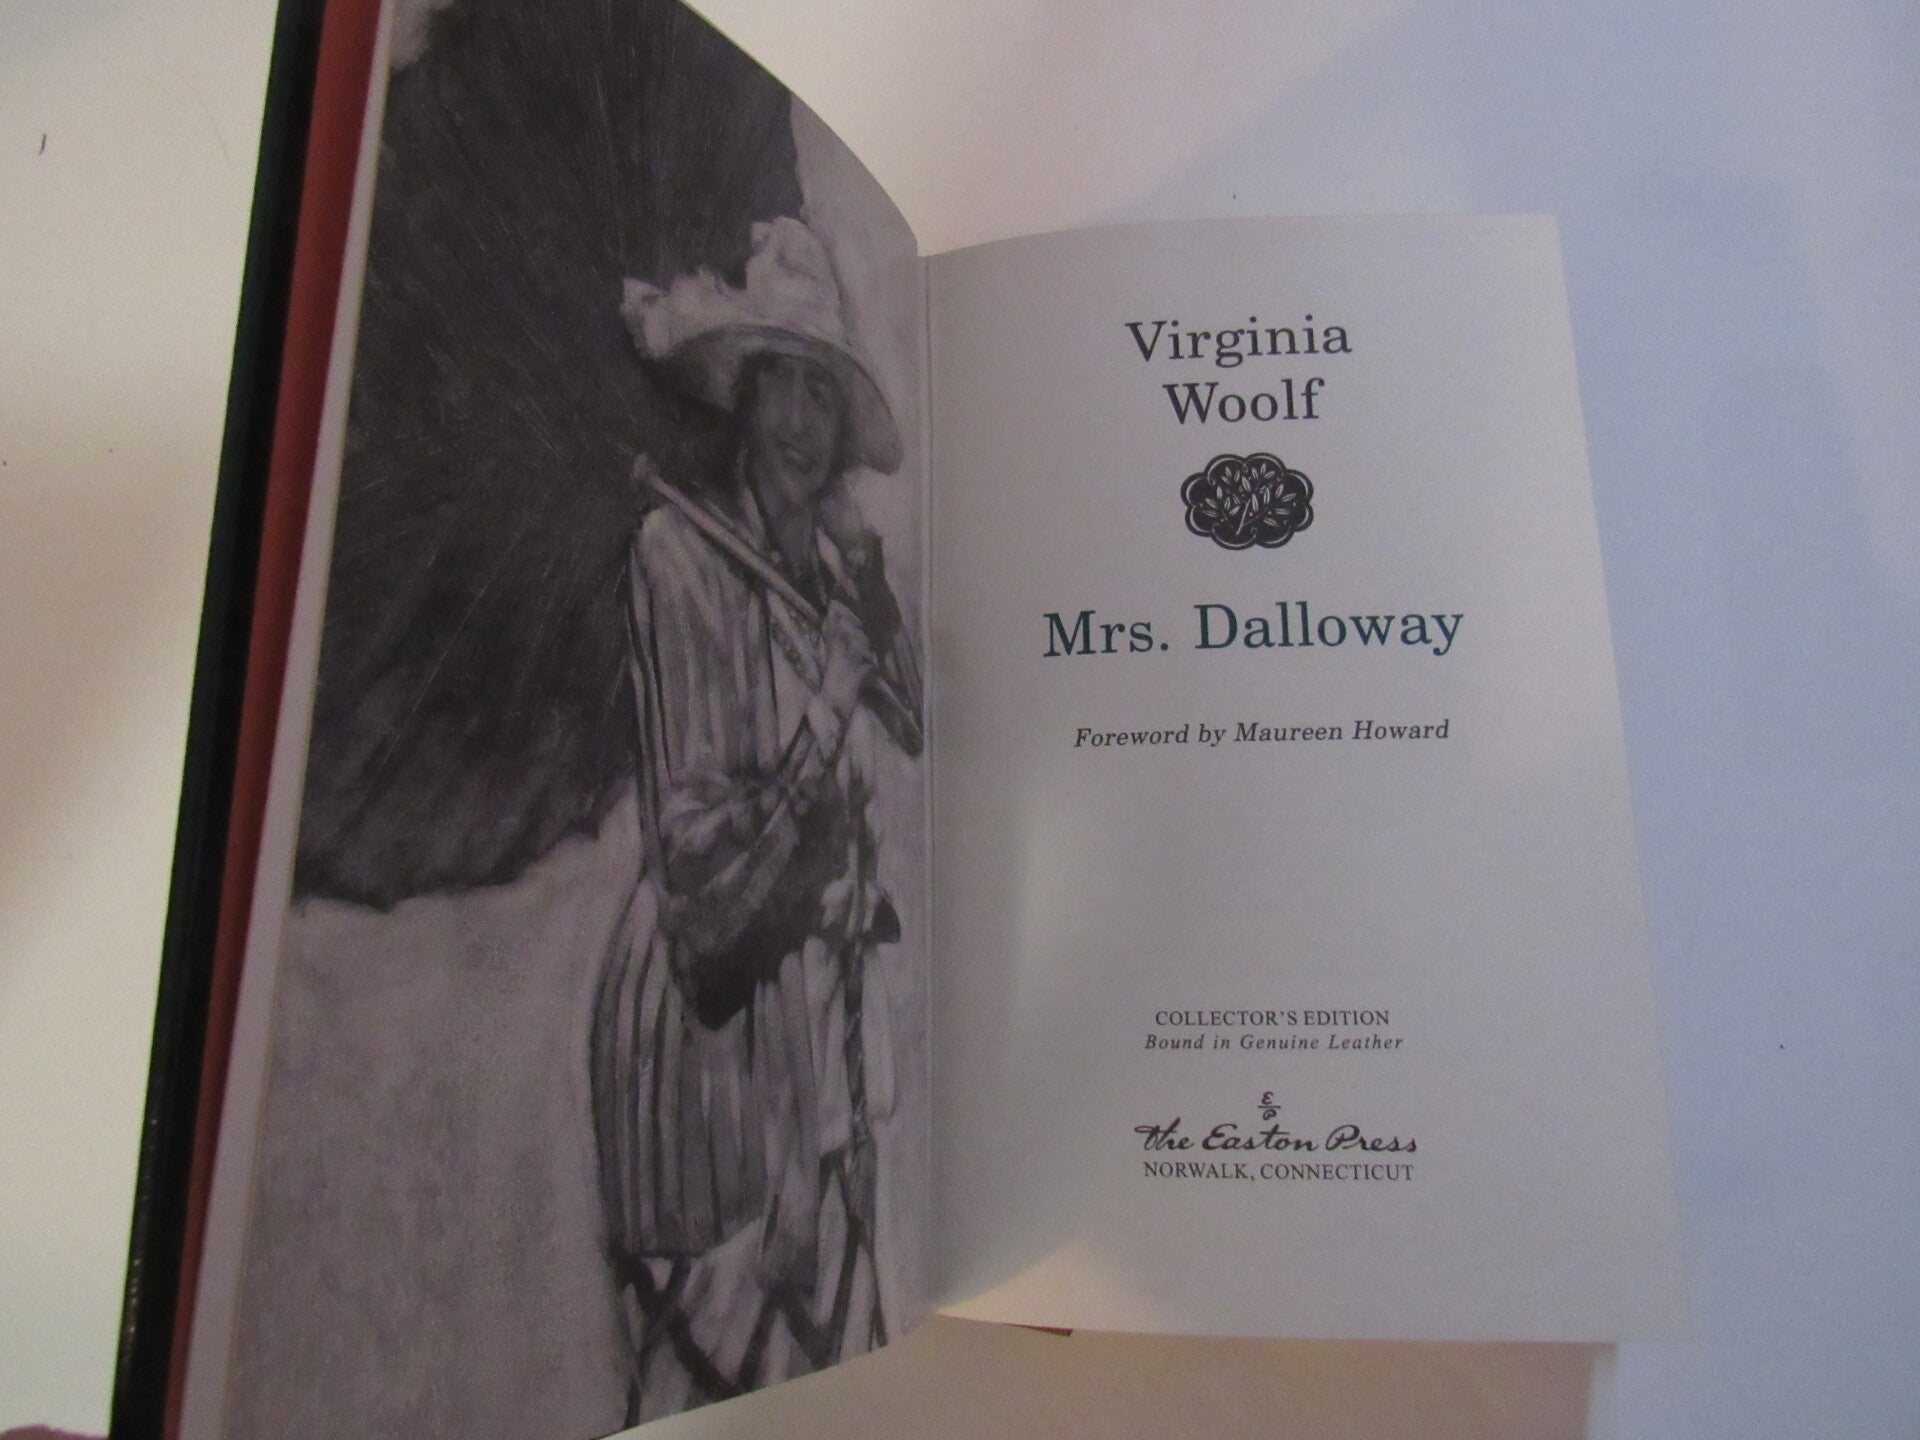 Virginia
Woolf
Mrs. Dalloway
Foreword by Maureen Howard
COLLECTOR'S EDITION
Bound in Genuine Leather
E
P
The Easton Press
NORWALK, CONNECTICUT